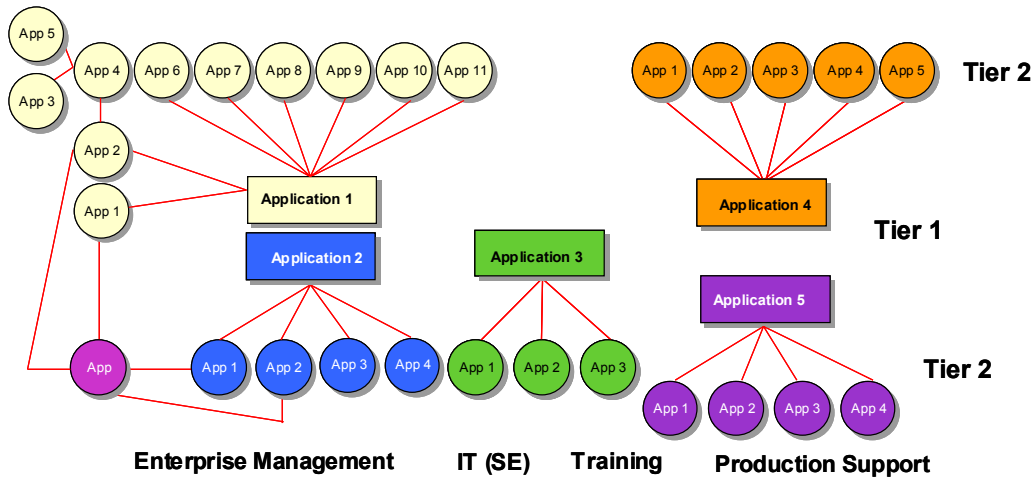 App 5
App 4
App 6
App 7
App 8
App 9
App 10
App 11
App 3
App 1
App 2
App 3
App 4
App 5
Tier 2
App 2
App 1
Application 1
Application 4
Tier 1
Application 2
Application 3
Application 5
App
App 1
App 2
App 3
App 4
App 1
App 2
App 3
Tier 2
App 1
App 2
App 3
App 4
Enterprise Management
IT (SE)
Training
Production Support